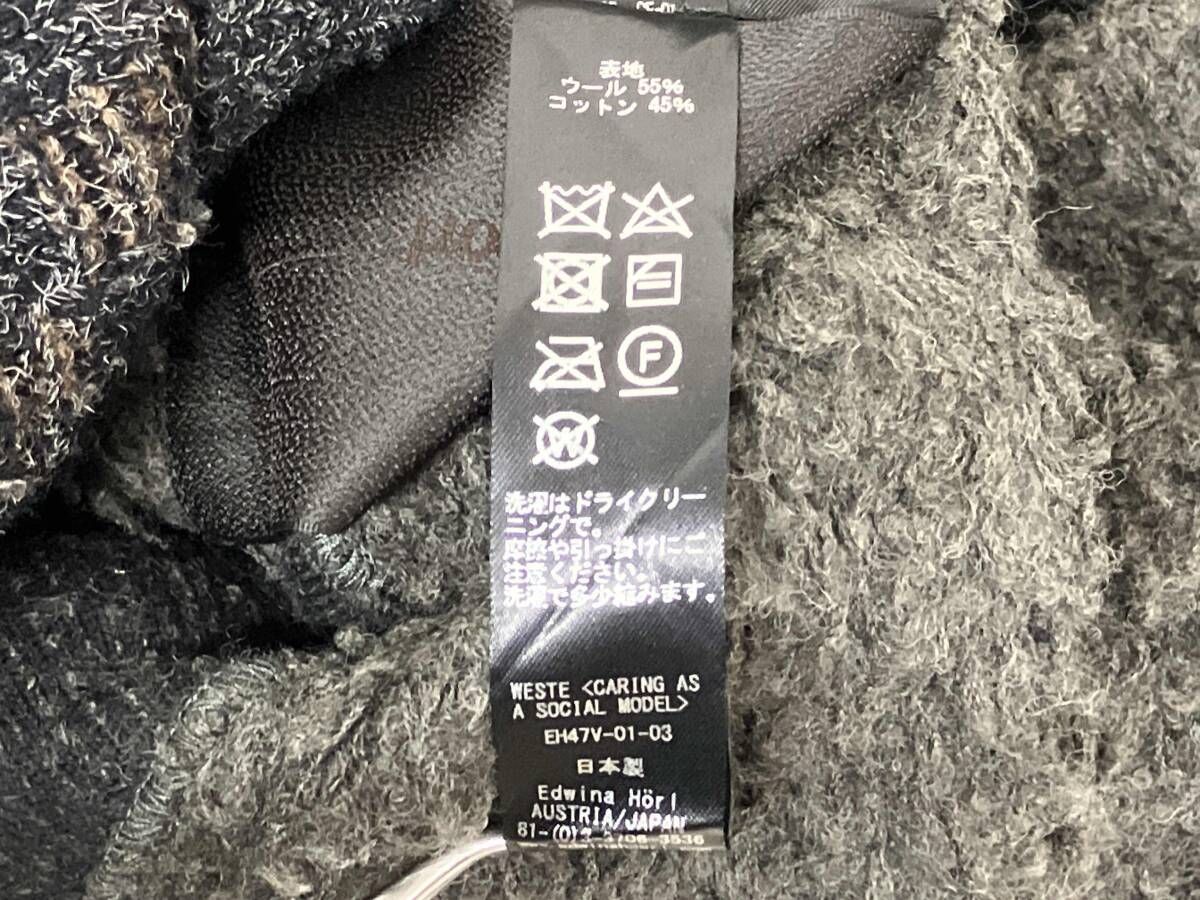 表地
ウール 55%
コットン 45%
F
W
洗濯はドライクリー
ニングで。
摩擦や引っ掛けにご
注意ください。
洗濯で多少縮みます。
WESTE <CARING AS
A SOCIAL MODEL>
EH47V-01-03
日本製
Edwina Hörl
AUSTRIA/JAPAN